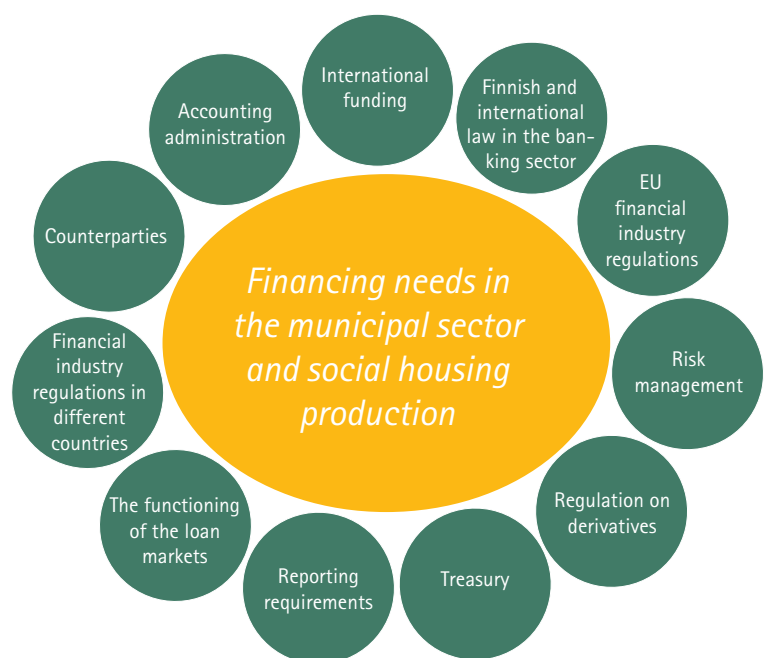 International
funding
Finnish and
international
law in the ban-
king sector
EU
financial
industry
regulations
Risk
management
Regulation on
derivatives
Treasury
Reporting
requirements
The functioning
of the loan
markets
Financial
industry
regulations in
different
countries
Counterparties
Accounting
administration
Financing needs in
the municipal sector
and social housing
production